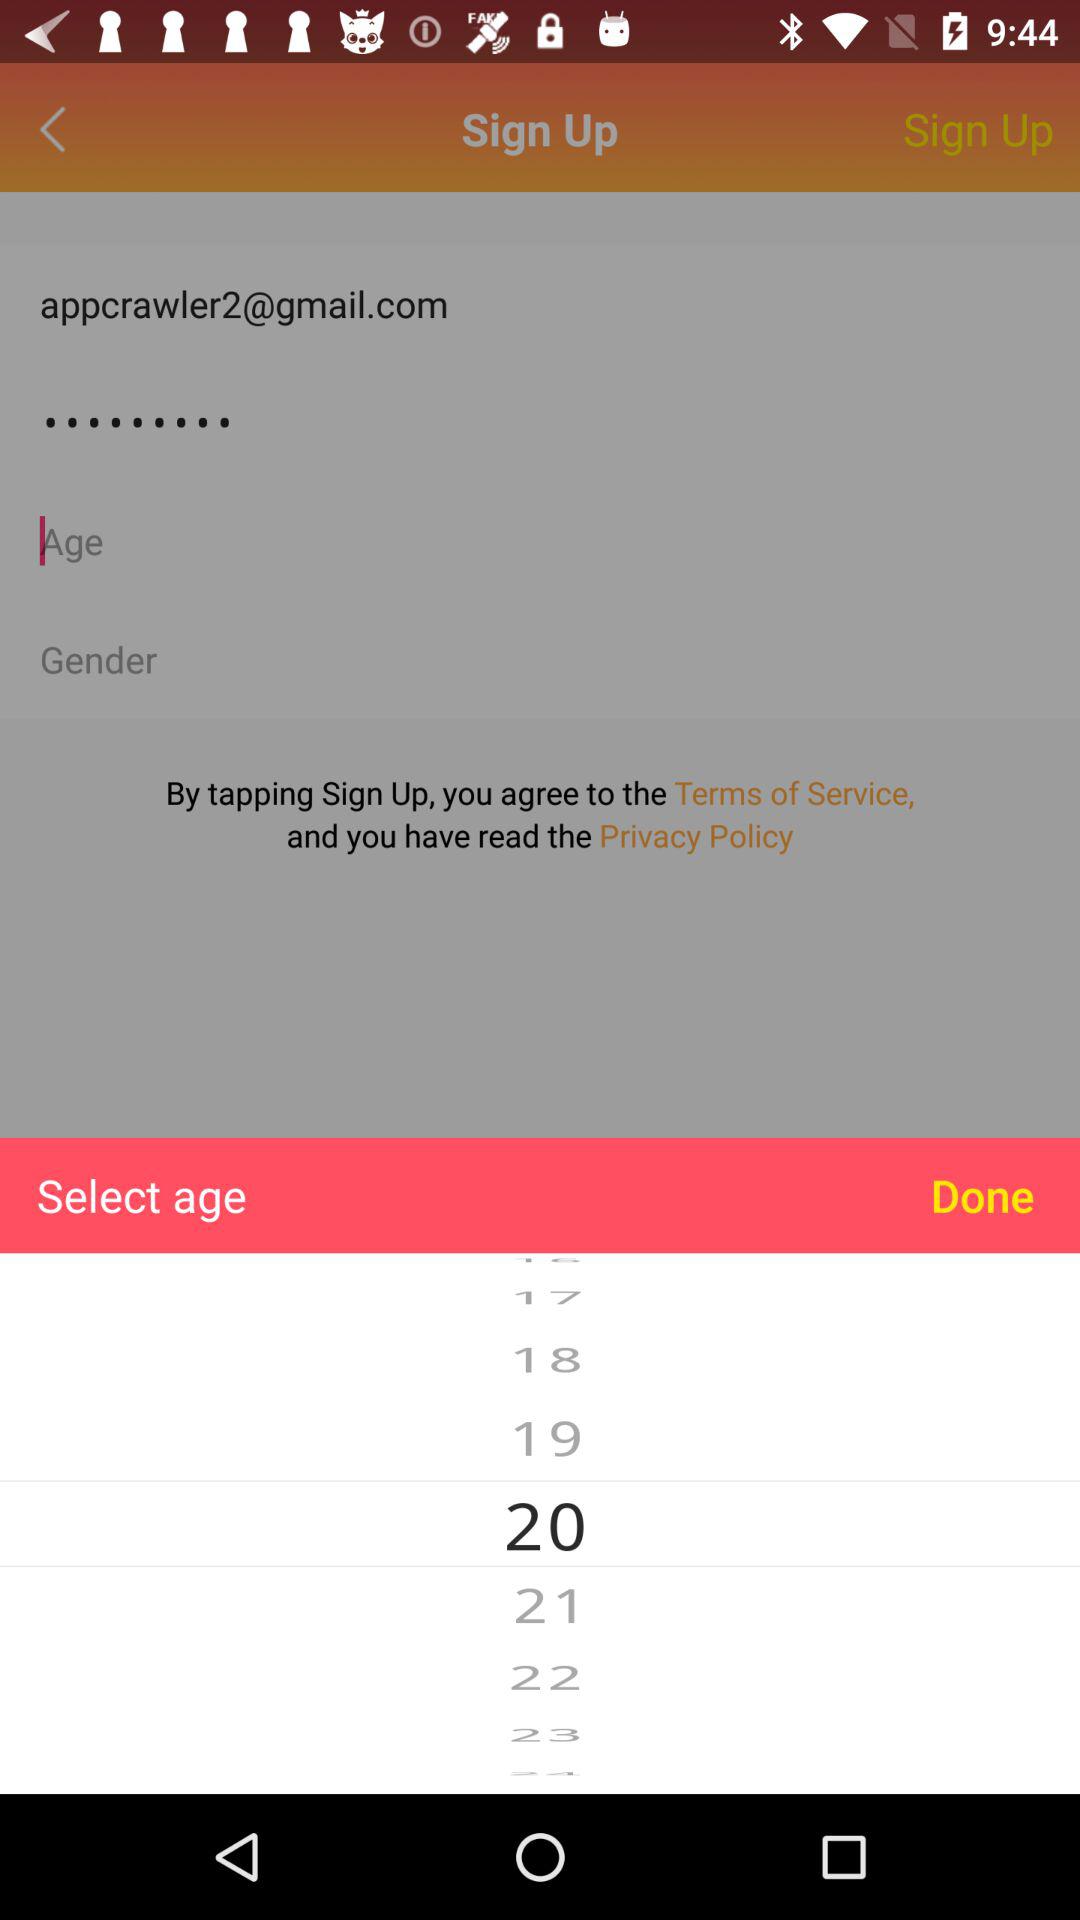 FAKE
9:44
Sign Up
Sign Up
appcrawler2@gmail.com
•••••••••
Age
Gender
By tapping Sign Up, you agree to the Terms of Service,
and you have read the Privacy Policy
Select age
Done
17
18
19
20
21
22
23